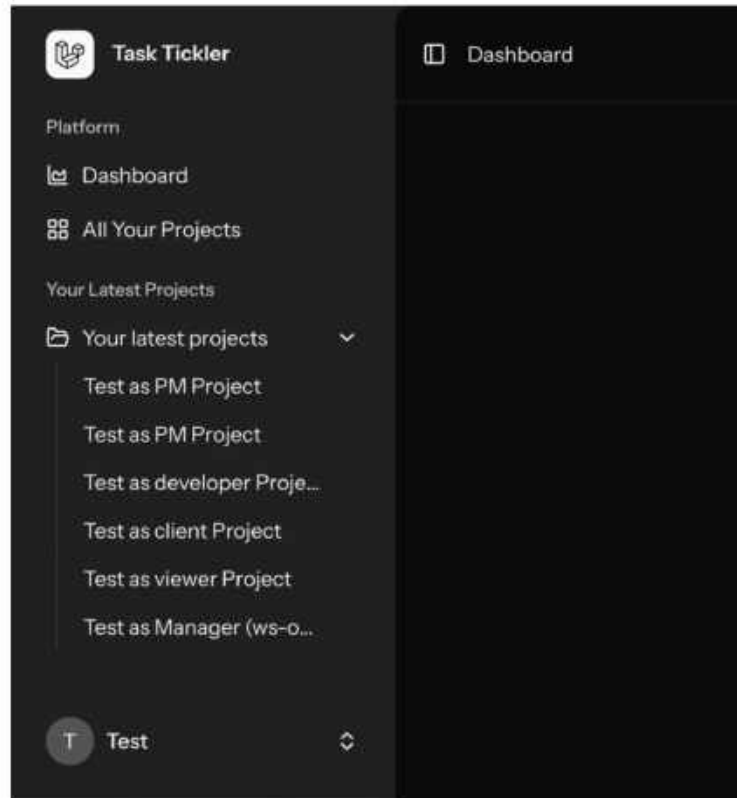 Task Tickler
Dashboard
Platform
Dashboard
All Your Projects
Your Latest Projects
Your latest projects
Test as PM Project
Test as PM Project
Test as developer Proje...
Test as client Project
Test as viewer Project
Test as Manager (ws-o...
T
Test